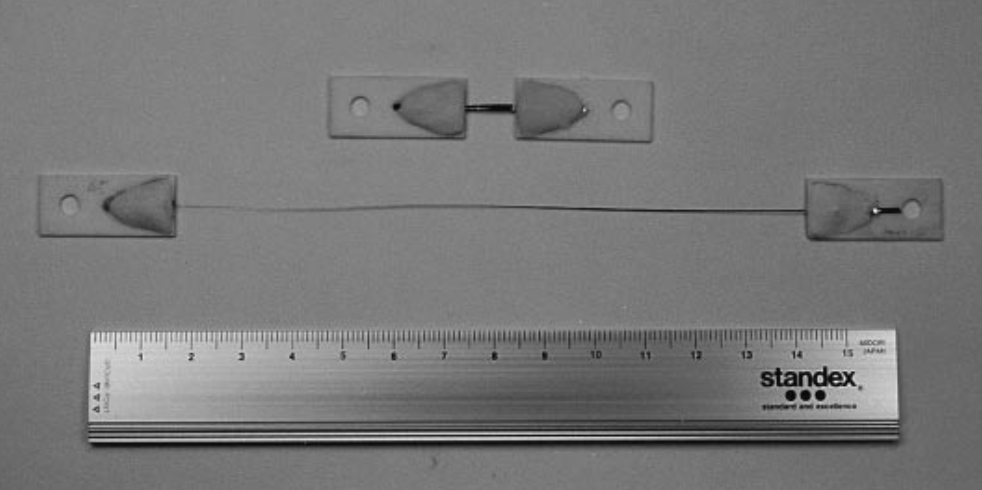 1 2 3 4 5 6 7 8 9 10 11 12 13 14 15
MIDORI
(JAPAN)
standex
standard and excellence